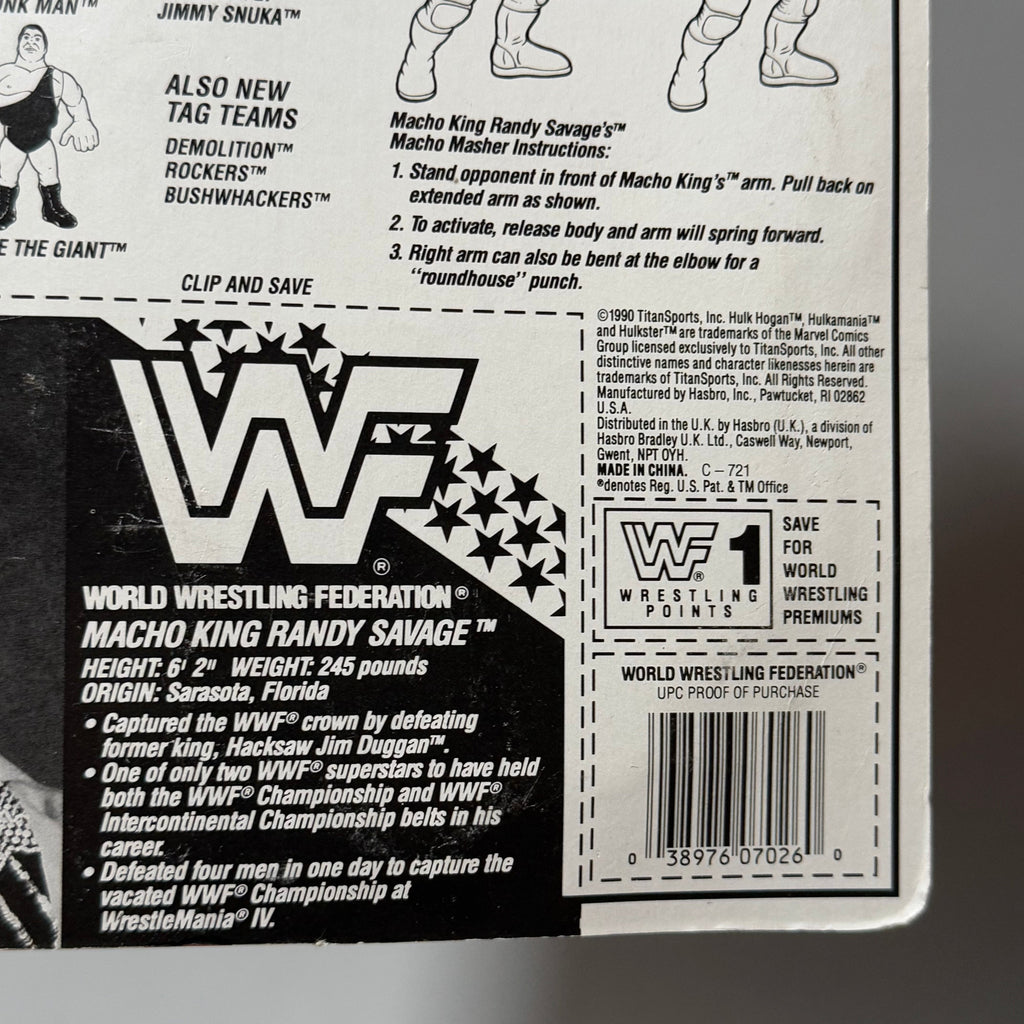 NK MAN™
JIMMY SNUKA™
ALSO NEW
TAG TEAMS
DEMOLITION™
ROCKERS™
BUSHWHACKERS™
E THE GIANT™
CLIP AND SAVE
Macho King Randy Savage's™
Macho Masher Instructions:
1. Stand opponent in front of Macho King's™ arm. Pull back on
extended arm as shown.
2. To activate, release body and arm will spring forward.
3. Right arm can also be bent at the elbow for a
"roundhouse" punch.
©1990 TitanSports, Inc. Hulk Hogan™, Hulkamania™
and Hulkster™ are trademarks of the Marvel Comics
Group licensed exclusively to TitanSports, Inc. All other
distinctive names and character likenesses herein are
trademarks of TitanSports, Inc. All Rights Reserved.
Manufactured by Hasbro, Inc., Pawtucket, RI 02862
U.S.A.
Distributed in the U.K. by Hasbro (U.K.), a division of
Hasbro Bradley U.K. Ltd., Caswell Way, Newport,
Gwent, NPT OYH.
MADE IN CHINA. C-721
®denotes Reg. U.S. Pat. & TM Office
WF®
WORLD WRESTLING FEDERATION®
MACHO KING RANDY SAVAGE™
HEIGHT: 6' 2" WEIGHT: 245 pounds
ORIGIN: Sarasota, Florida
• Captured the WWF® crown by defeating
former king, Hacksaw Jim Duggan™.
• One of only two WWF® superstars to have held
both the WWF® Championship and WWF®
Intercontinental Championship belts in his
career.
• Defeated four men in one day to capture the
vacated WWF® Championship at
WrestleMania® IV.
WF® 1
WRESTLING
POINTS
SAVE
FOR
WORLD
WRESTLING
PREMIUMS
WORLD WRESTLING FEDERATION®
UPC PROOF OF PURCHASE
0 38976 07026 0